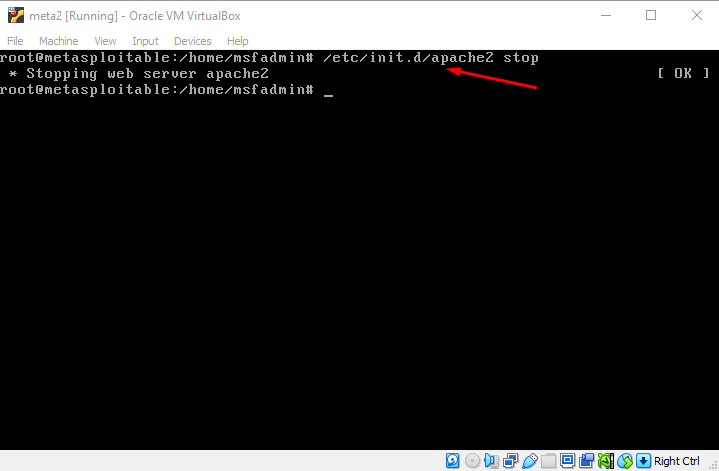 meta2 [Running] - Oracle VM VirtualBox
File Machine View Input Devices Help
root@metasploitable:/home/msfadmin# /etc/init.d/apache2 stop
* Stopping web server apache2 [ OK ]
root@metasploitable:/home/msfadmin# _
Right Ctrl